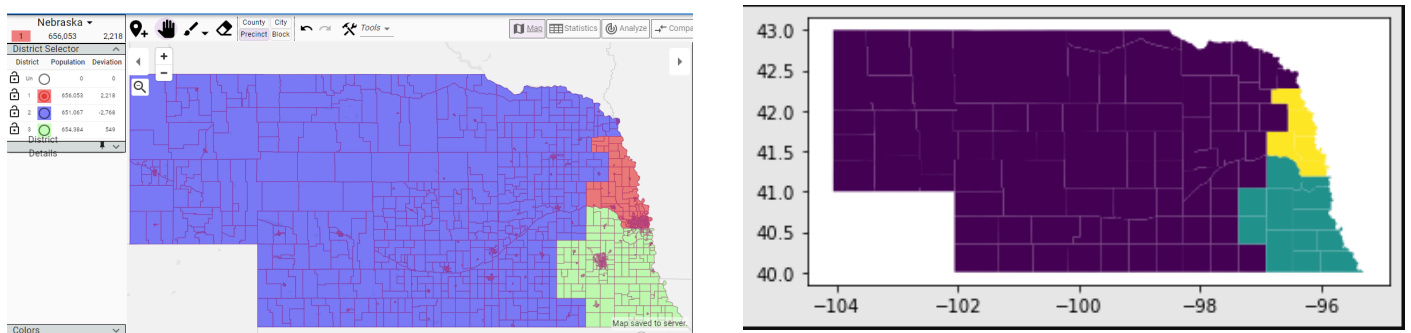 Nebraska
1 656,053 2,218
County City
Precinct Block
Tools
Map Statistics Analyze Compa
District Selector
District Population Deviation
Un 0 0
1 656,053 2,218
2 651,067 -2,768
3 654,384 549
District
Details
Colors
+
−
Map saved to server.
43.0
42.5
42.0
41.5
41.0
40.5
40.0
−104 −102 −100 −98 −96